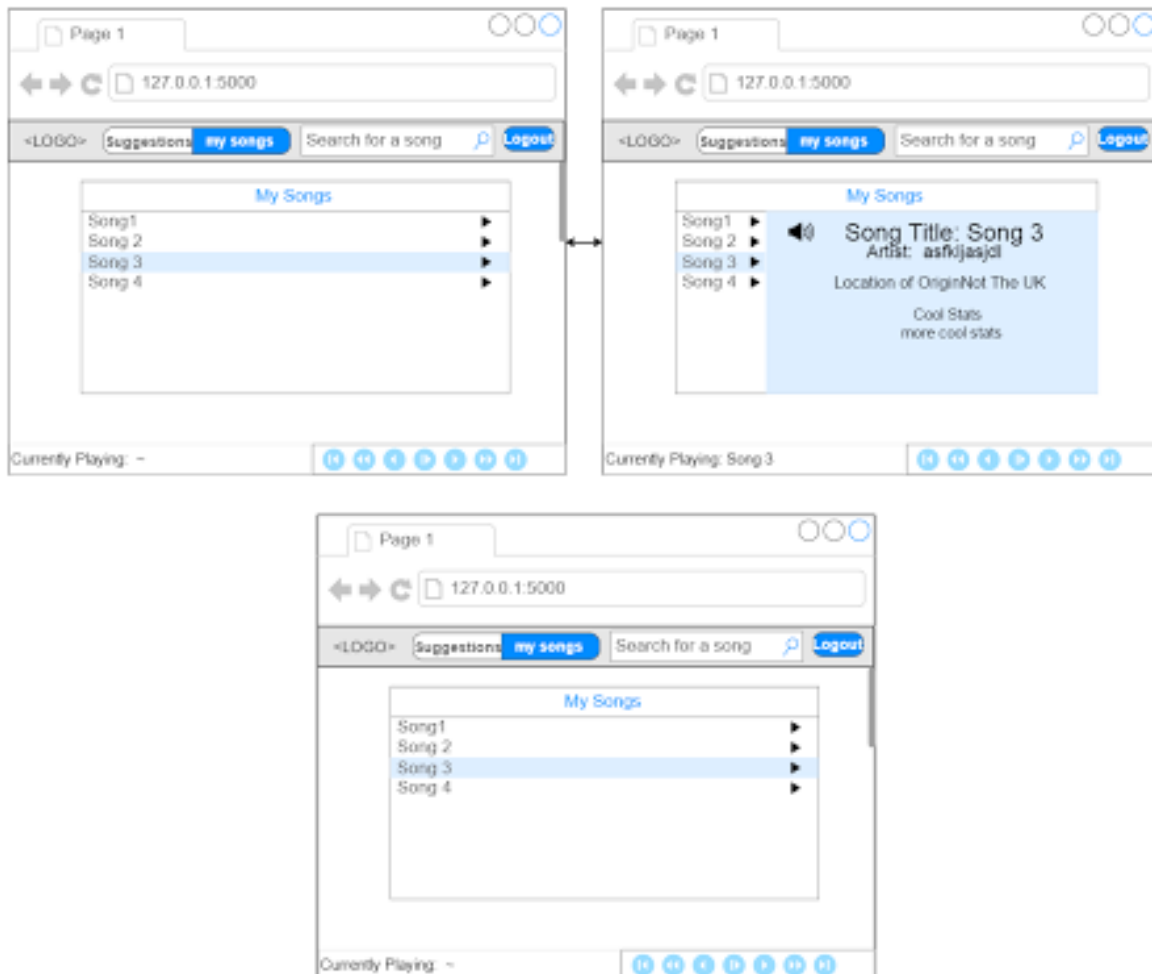 Page 1
127.0.0.1:5000
<LOGO> Suggestions my songs Search for a song Logout
My Songs
Song1
Song 2
Song 3
Song 4
Currently Playing: ~
Page 1
127.0.0.1:5000
<LOGO> Suggestions my songs Search for a song Logout
My Songs
Song1
Song 2
Song 3
Song 4
Song Title: Song 3
Artist: asfkljasjdl
Location of OriginNot The UK
Cool Stats
more cool stats
Currently Playing: Song 3
Page 1
127.0.0.1:5000
<LOGO> Suggestions my songs Search for a song Logout
My Songs
Song1
Song 2
Song 3
Song 4
Currently Playing: ~